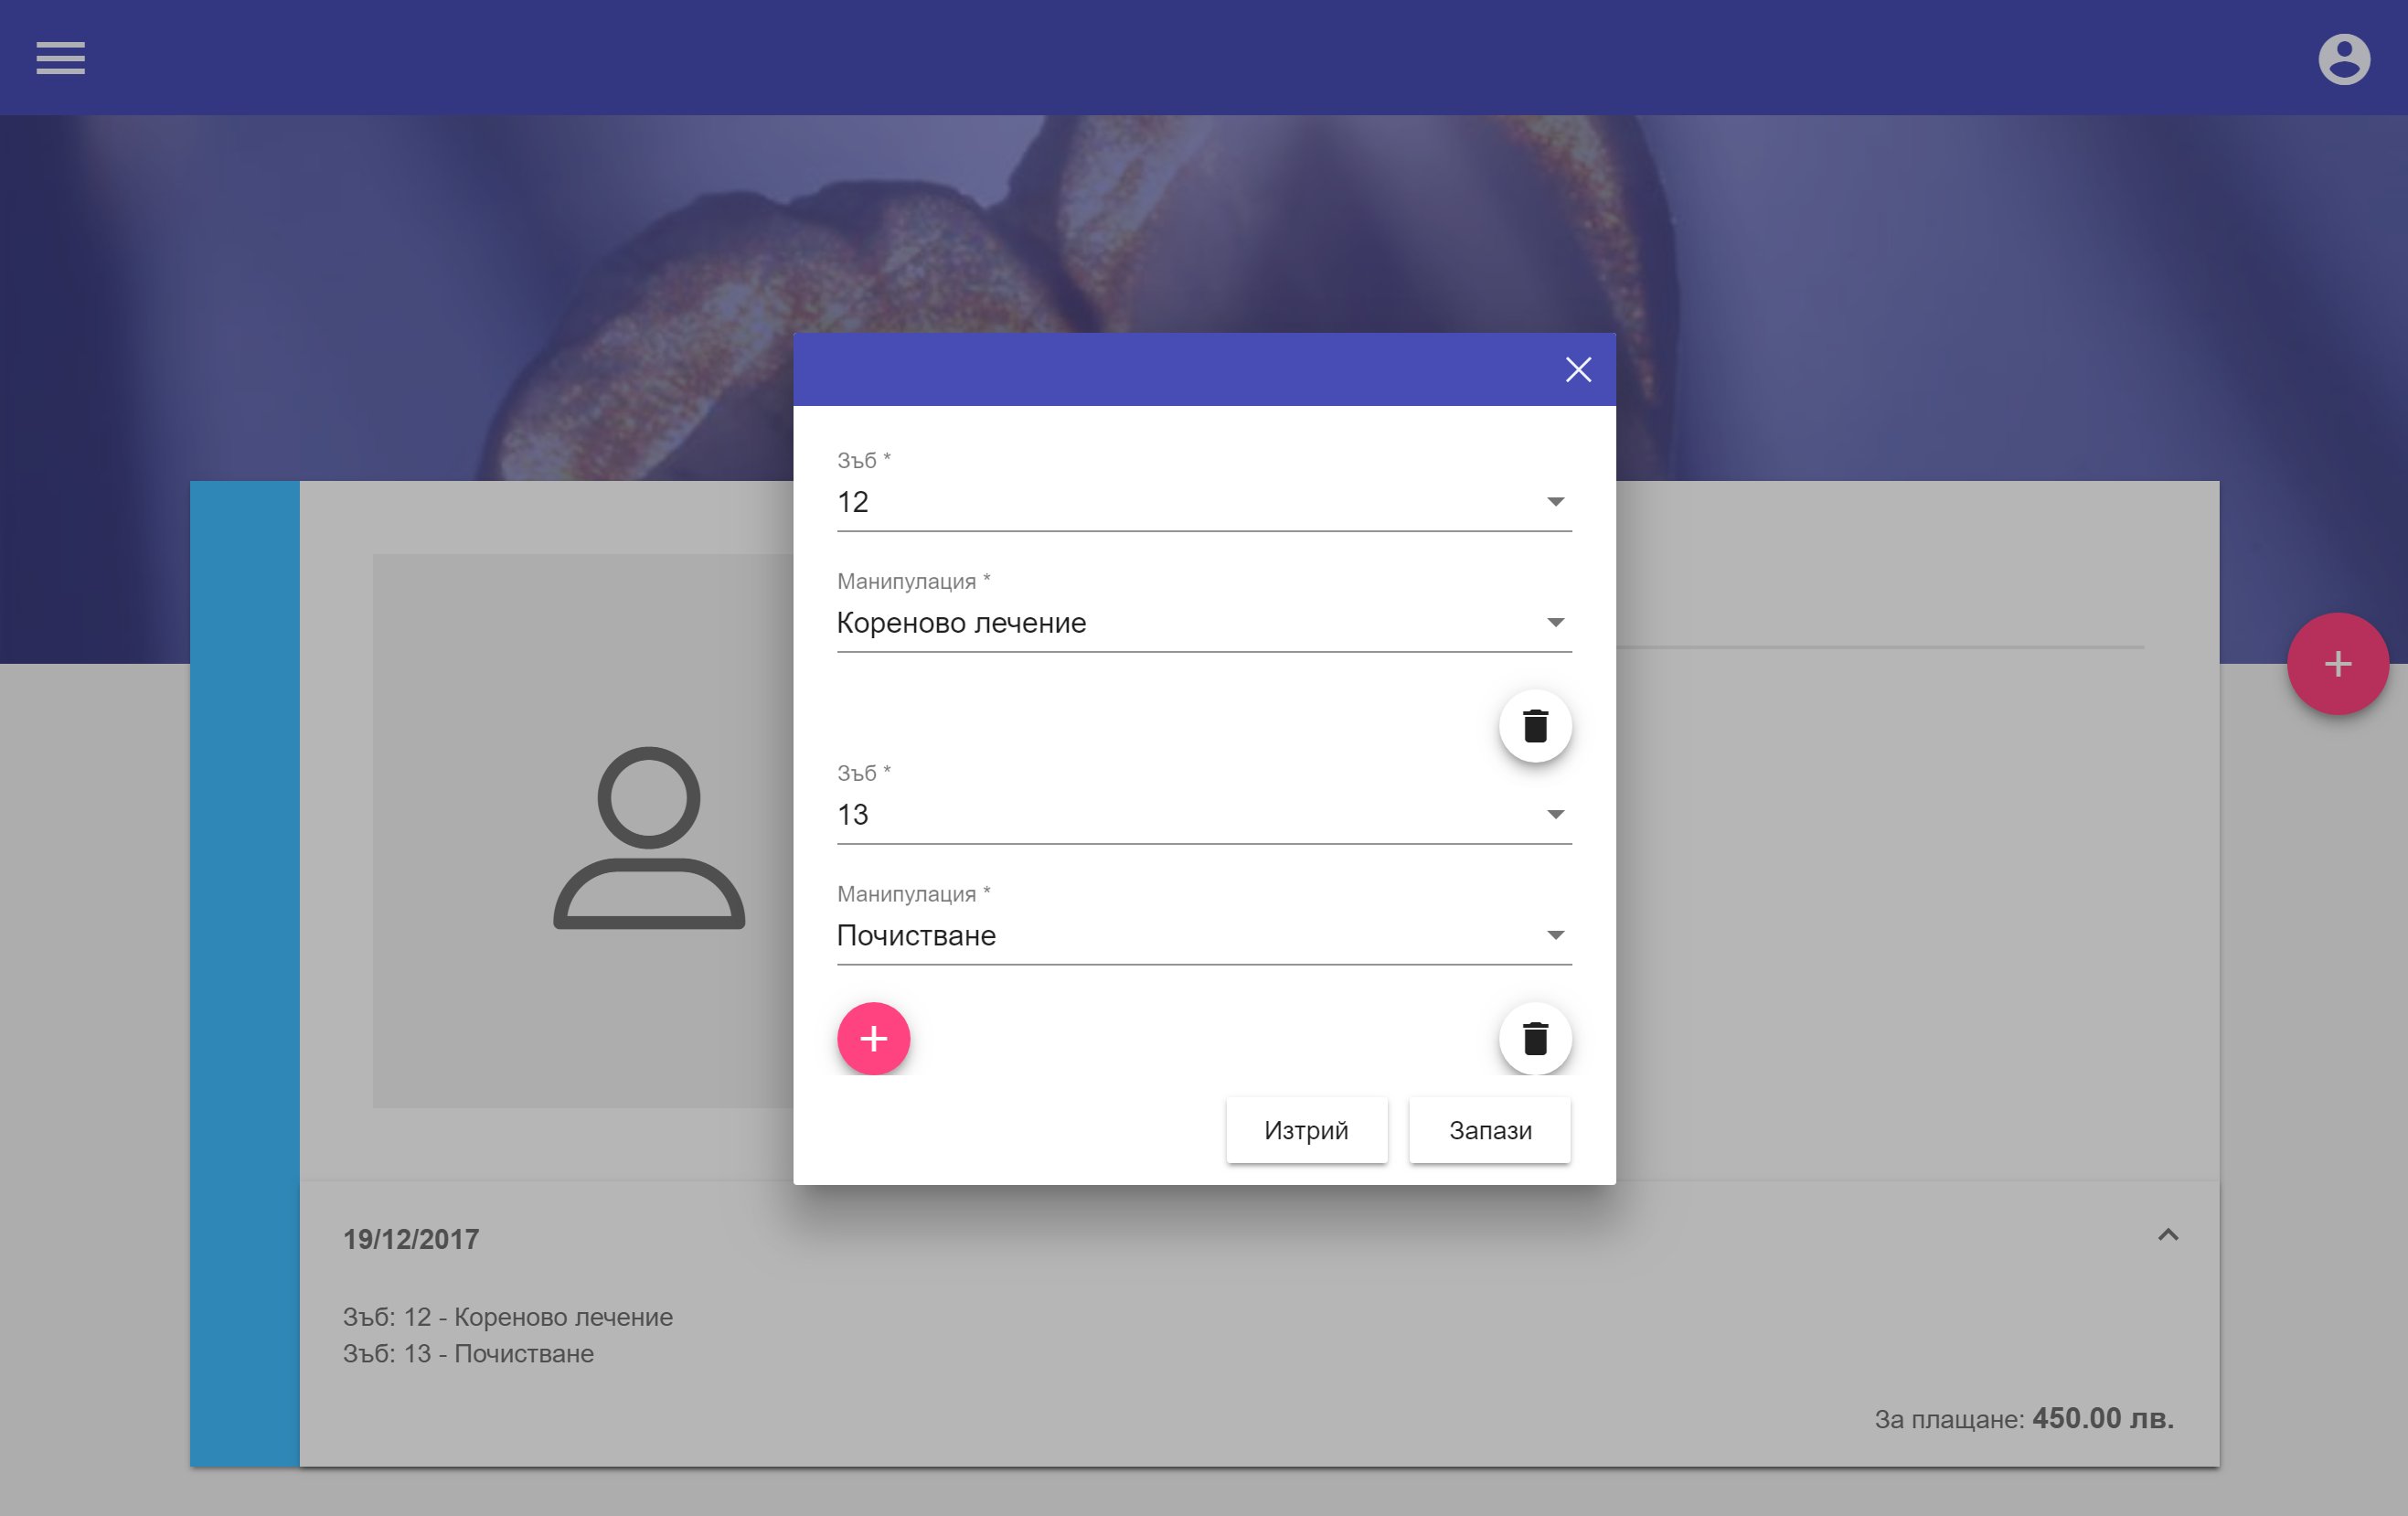 Зъб *
12
Манипулация *
Кореново лечение
Зъб *
13
Манипулация *
Почистване
Изтрий
Запази
19/12/2017
Зъб: 12 - Кореново лечение
Зъб: 13 - Почистване
За плащане: 450.00 лв.